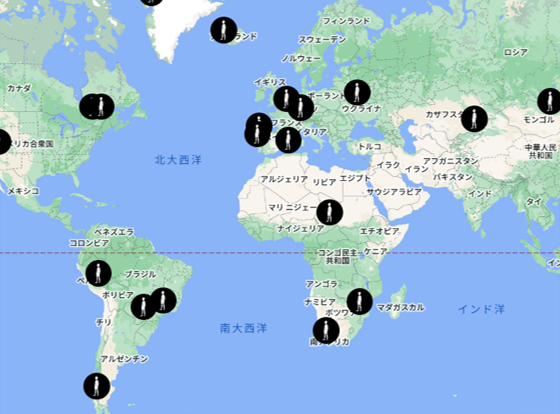 フィンランド
ランド
スウェーデン
ロシア
ノルウェー
イギリス
カナダ
ポーランド
ウクライナ
カザフス
モンゴル
フランス
タリア
リカ合衆国
トルコ
中華人民
共和国
北大西洋
アフガニスタン
イラク
イラン
パキスタン
アルジェリア
リビア
エジプト
メキシコ
サウジアラビア
インド
タイ
マリ
ニジェー
ベネズエラ
ナイジェリア
エチオピア
コロンビア
コンゴ民主
共和国
ケニア
ブラジル
アンゴラ
ボリビア
ナミビア
ボツワ
マダガスカル
インド洋
チリ
南大西洋
南アフリカ
アルゼンチン